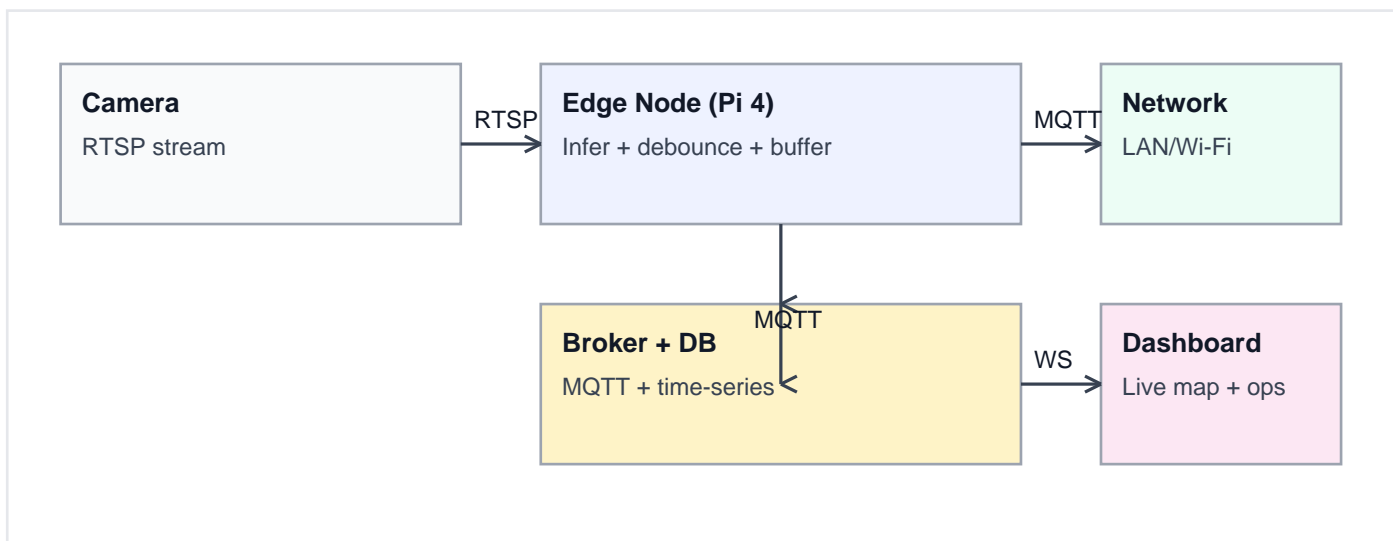 Camera
RTSP stream
RTSP
Edge Node (Pi 4)
Infer + debounce + buffer
MQTT
Network
LAN/Wi-Fi
MQTT
Broker + DB
MQTT + time-series
WS
Dashboard
Live map + ops